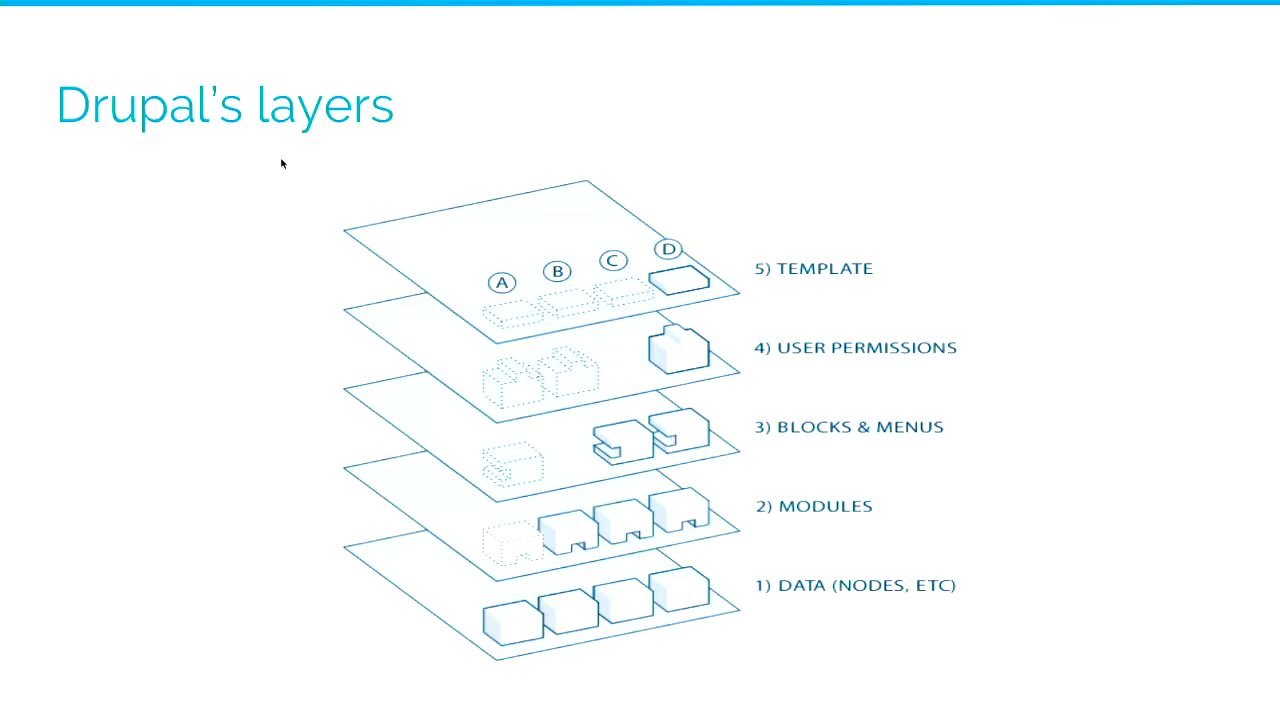 Drupal's layers
A
B
C
D
5) TEMPLATE
4) USER PERMISSIONS
3) BLOCKS & MENUS
2) MODULES
1) DATA (NODES, ETC)